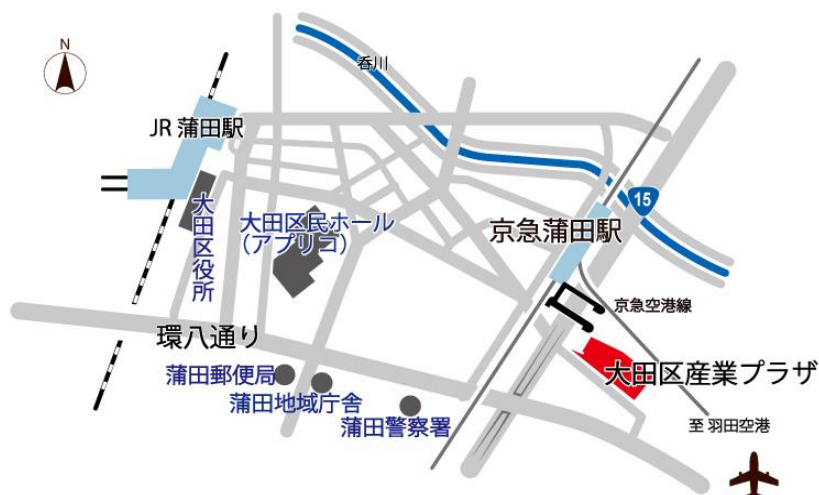 N
呑川
JR 蒲田駅
15
大田区役所
大田区民ホール
（アプリコ）
京急蒲田駅
京急空港線
環八通り
蒲田郵便局
大田区産業プラザ
蒲田地域庁舎
蒲田警察署
至 羽田空港